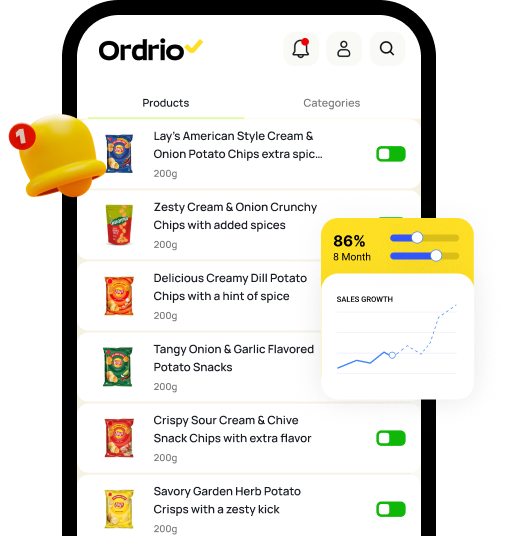 Ordrio
Products
Categories
1
Lay's American Style Cream &
Onion Potato Chips extra spic...
200g
Zesty Cream & Onion Crunchy
Chips with added spices
200g
86%
8 Month
SALES GROWTH
Delicious Creamy Dill Potato
Chips with a hint of spice
200g
Tangy Onion & Garlic Flavored
Potato Snacks
200g
Crispy Sour Cream & Chive
Snack Chips with extra flavor
200g
Savory Garden Herb Potato
Crisps with a zesty kick
200g